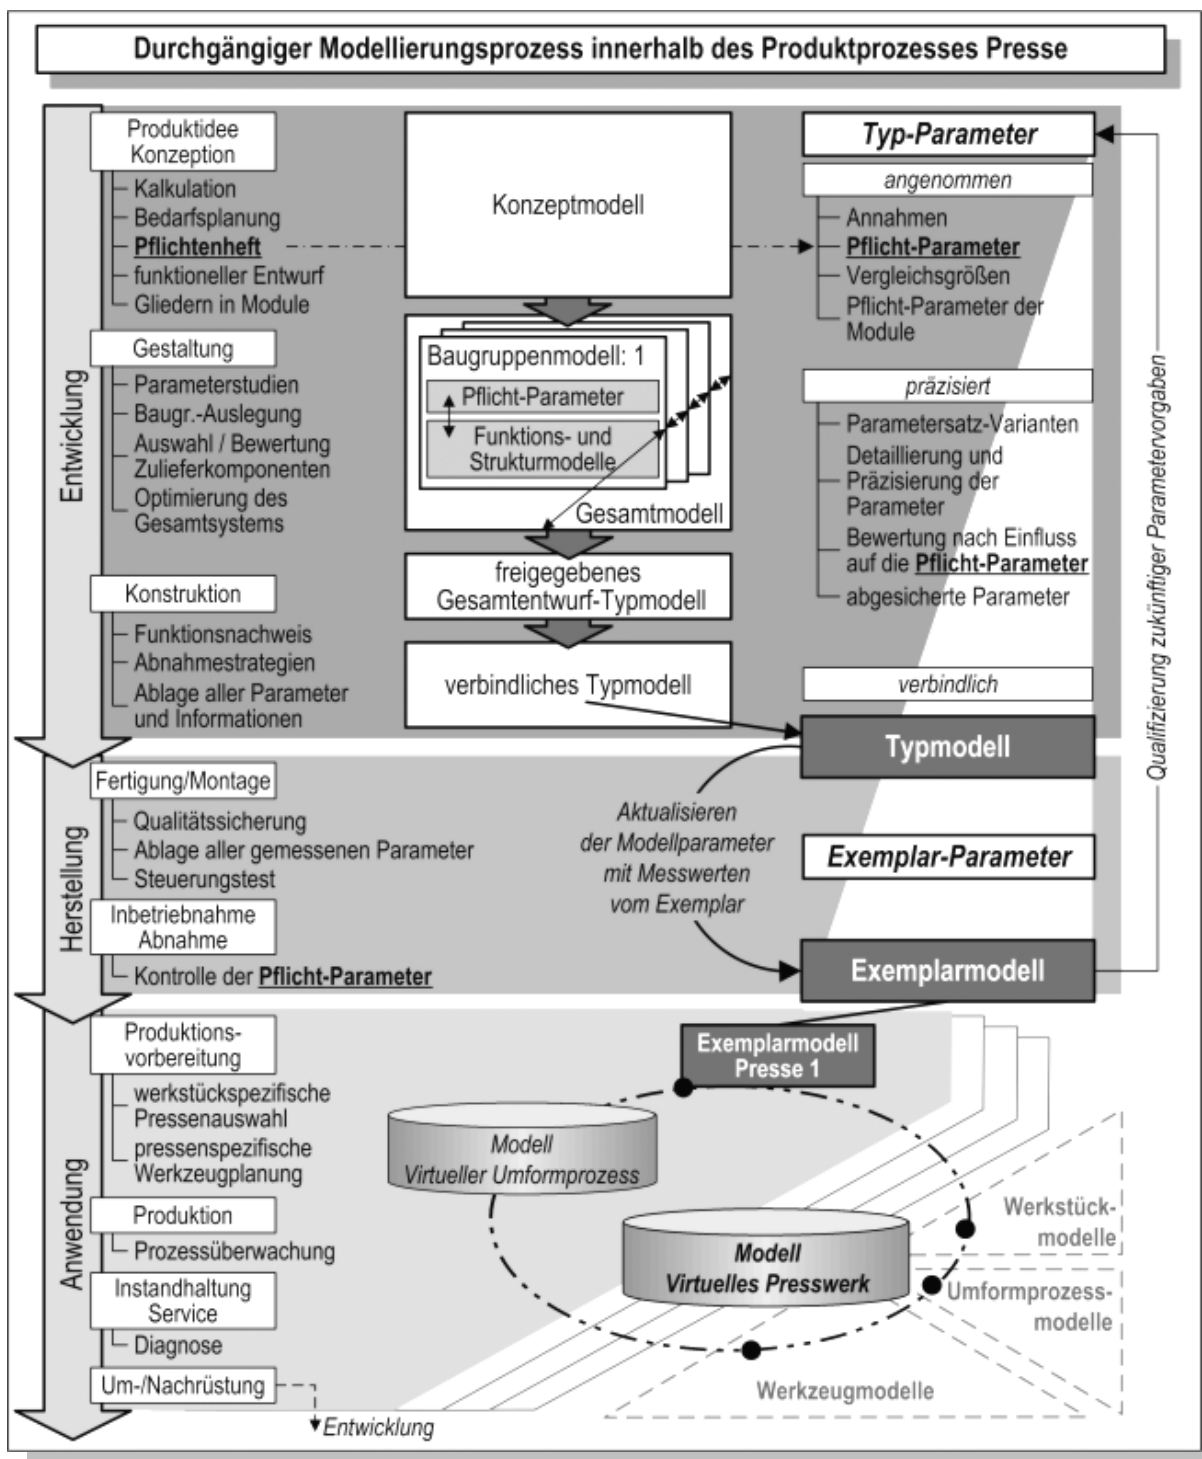 Durchgängiger Modellierungsprozess innerhalb des Produktprozesses Presse
Entwicklung
Produktidee
Konzeption
Kalkulation
Bedarfsplanung
Pflichtenheft
funktioneller Entwurf
Gliedern in Module
Gestaltung
Parameterstudien
Baugr.-Auslegung
Auswahl / Bewertung
Zulieferkomponenten
Optimierung des
Gesamtsystems
Konstruktion
Funktionsnachweis
Abnahmestrategien
Ablage aller Parameter
und Informationen
Konzeptmodell
Baugruppenmodell: 1
Pflicht-Parameter
Funktions- und
Strukturmodelle
Gesamtmodell
freigegebenes
Gesamtentwurf-Typmodell
verbindliches Typmodell
Typ-Parameter
angenommen
Annahmen
Pflicht-Parameter
Vergleichsgrößen
Pflicht-Parameter der
Module
präzisiert
Parametersatz-Varianten
Detaillierung und
Präzisierung der
Parameter
Bewertung nach Einfluss
auf die Pflicht-Parameter
abgesicherte Parameter
verbindlich
Typmodell
Qualifizierung zukünftiger Parametervorgaben
Herstellung
Fertigung/Montage
Qualitätssicherung
Ablage aller gemessenen Parameter
Steuerungstest
Inbetriebnahme
Abnahme
Kontrolle der Pflicht-Parameter
Aktualisieren
der Modellparameter
mit Messwerten
vom Exemplar
Exemplar-Parameter
Exemplarmodell
Anwendung
Produktions-
vorbereitung
werkstückspezifische
Pressenauswahl
pressenspezifische
Werkzeugplanung
Produktion
Prozessüberwachung
Instandhaltung
Service
Diagnose
Um-/Nachrüstung
Entwicklung
Exemplarmodell
Presse 1
Modell
Virtueller Umformprozess
Modell
Virtuelles Presswerk
Werkstück-
modelle
Umformprozess-
modelle
Werkzeugmodelle